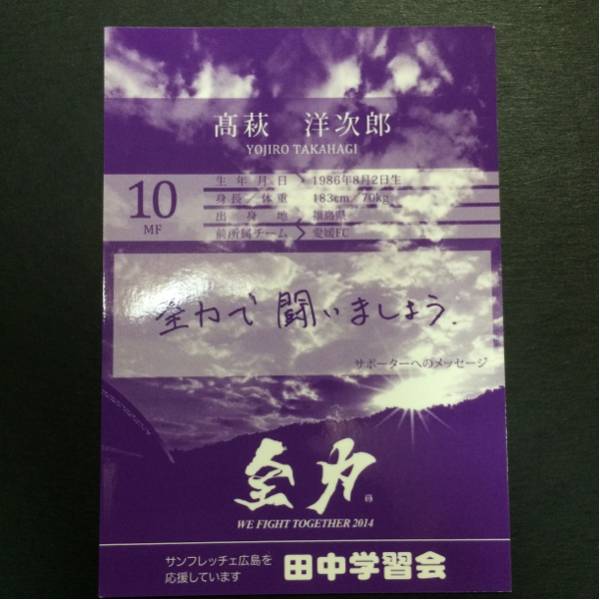 髙萩 洋次郎
YOJIRO TAKAHAGI
10
MF
生年月日 1986年8月2日生
身長／体重 183cm／70kg
出身地 福島県
前所属チーム 愛媛FC
全力で闘いましょう.
サポーターへのメッセージ
全力
WE FIGHT TOGETHER 2014
サンフレッチェ広島を
応援しています
田中学習会